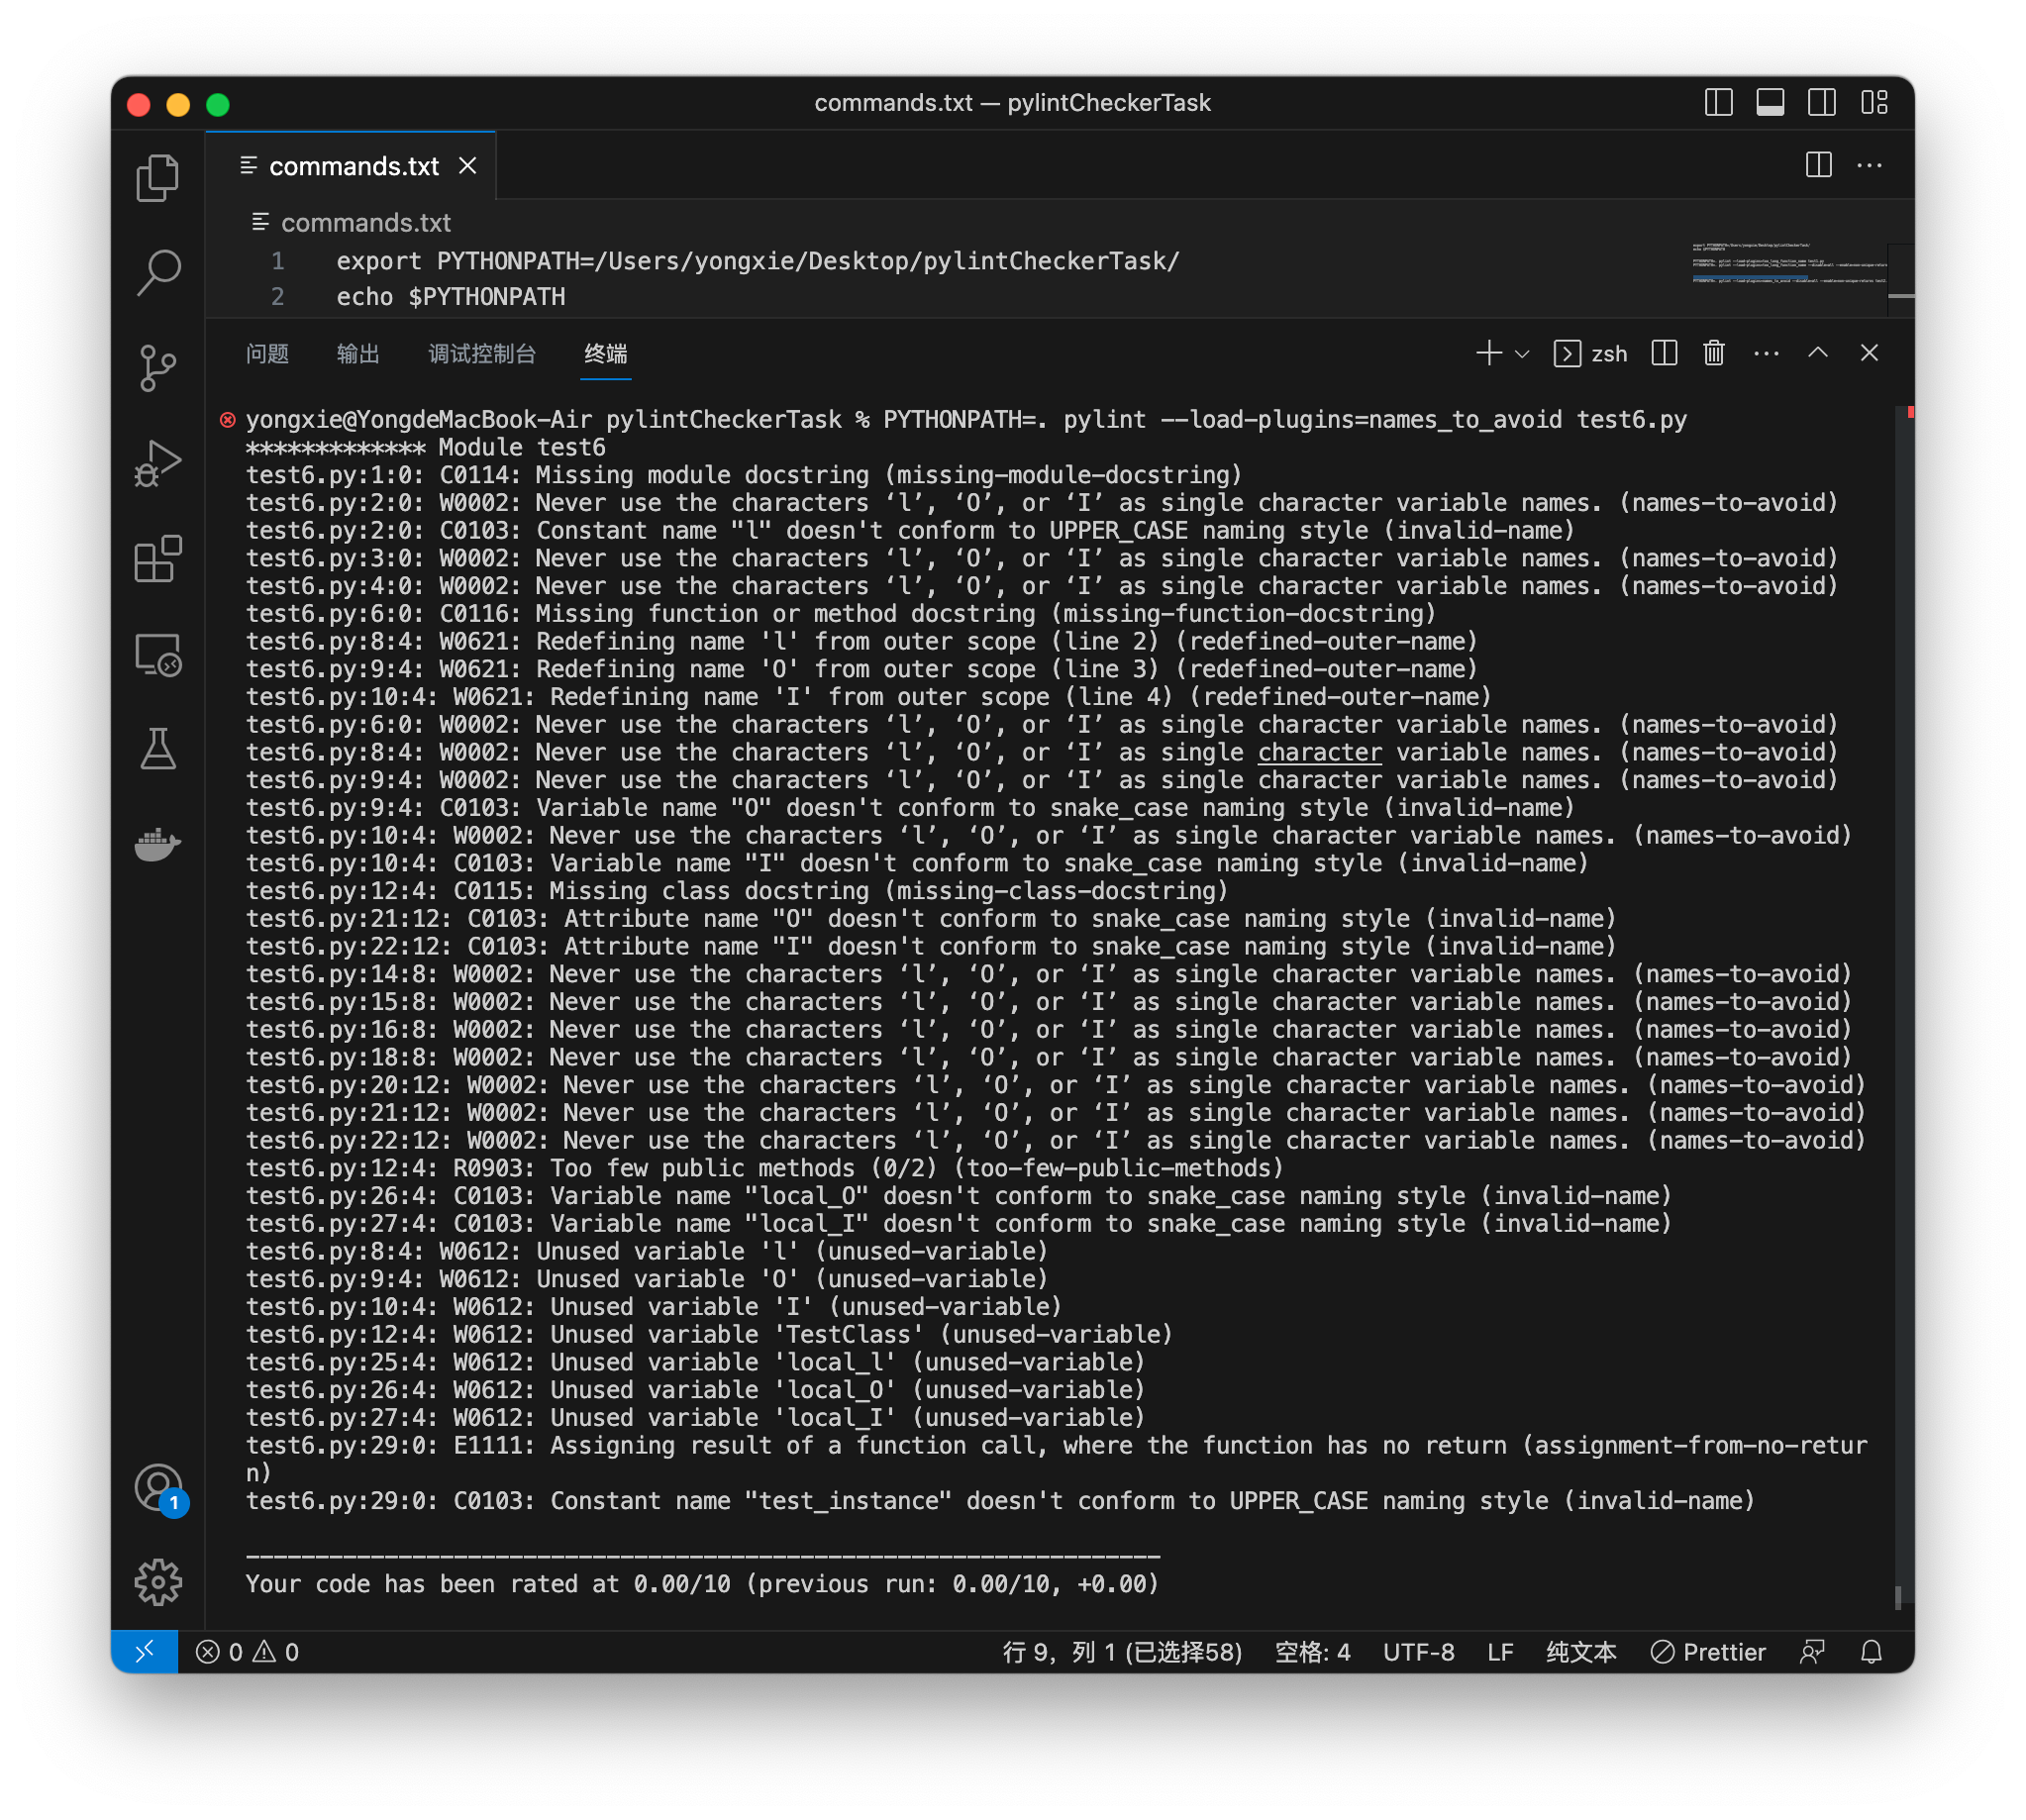 commands.txt — pylintCheckerTask
commands.txt
commands.txt
1 export PYTHONPATH=/Users/yongxie/Desktop/pylintCheckerTask/
2 echo $PYTHONPATH
问题 输出 调试控制台 终端 zsh
yongxie@YongdeMacBook-Air pylintCheckerTask % PYTHONPATH=. pylint --load-plugins=names_to_avoid test6.py
************* Module test6
test6.py:1:0: C0114: Missing module docstring (missing-module-docstring)
test6.py:2:0: W0002: Never use the characters ‘l’, ‘O’, or ‘I’ as single character variable names. (names-to-avoid)
test6.py:2:0: C0103: Constant name "l" doesn't conform to UPPER_CASE naming style (invalid-name)
test6.py:3:0: W0002: Never use the characters ‘l’, ‘O’, or ‘I’ as single character variable names. (names-to-avoid)
test6.py:4:0: W0002: Never use the characters ‘l’, ‘O’, or ‘I’ as single character variable names. (names-to-avoid)
test6.py:6:0: C0116: Missing function or method docstring (missing-function-docstring)
test6.py:8:4: W0621: Redefining name 'l' from outer scope (line 2) (redefined-outer-name)
test6.py:9:4: W0621: Redefining name 'O' from outer scope (line 3) (redefined-outer-name)
test6.py:10:4: W0621: Redefining name 'I' from outer scope (line 4) (redefined-outer-name)
test6.py:6:0: W0002: Never use the characters ‘l’, ‘O’, or ‘I’ as single character variable names. (names-to-avoid)
test6.py:8:4: W0002: Never use the characters ‘l’, ‘O’, or ‘I’ as single character variable names. (names-to-avoid)
test6.py:9:4: W0002: Never use the characters ‘l’, ‘O’, or ‘I’ as single character variable names. (names-to-avoid)
test6.py:9:4: C0103: Variable name "O" doesn't conform to snake_case naming style (invalid-name)
test6.py:10:4: W0002: Never use the characters ‘l’, ‘O’, or ‘I’ as single character variable names. (names-to-avoid)
test6.py:10:4: C0103: Variable name "I" doesn't conform to snake_case naming style (invalid-name)
test6.py:12:4: C0115: Missing class docstring (missing-class-docstring)
test6.py:21:12: C0103: Attribute name "O" doesn't conform to snake_case naming style (invalid-name)
test6.py:22:12: C0103: Attribute name "I" doesn't conform to snake_case naming style (invalid-name)
test6.py:14:8: W0002: Never use the characters ‘l’, ‘O’, or ‘I’ as single character variable names. (names-to-avoid)
test6.py:15:8: W0002: Never use the characters ‘l’, ‘O’, or ‘I’ as single character variable names. (names-to-avoid)
test6.py:16:8: W0002: Never use the characters ‘l’, ‘O’, or ‘I’ as single character variable names. (names-to-avoid)
test6.py:18:8: W0002: Never use the characters ‘l’, ‘O’, or ‘I’ as single character variable names. (names-to-avoid)
test6.py:20:12: W0002: Never use the characters ‘l’, ‘O’, or ‘I’ as single character variable names. (names-to-avoid)
test6.py:21:12: W0002: Never use the characters ‘l’, ‘O’, or ‘I’ as single character variable names. (names-to-avoid)
test6.py:22:12: W0002: Never use the characters ‘l’, ‘O’, or ‘I’ as single character variable names. (names-to-avoid)
test6.py:12:4: R0903: Too few public methods (0/2) (too-few-public-methods)
test6.py:26:4: C0103: Variable name "local_O" doesn't conform to snake_case naming style (invalid-name)
test6.py:27:4: C0103: Variable name "local_I" doesn't conform to snake_case naming style (invalid-name)
test6.py:8:4: W0612: Unused variable 'l' (unused-variable)
test6.py:9:4: W0612: Unused variable 'O' (unused-variable)
test6.py:10:4: W0612: Unused variable 'I' (unused-variable)
test6.py:12:4: W0612: Unused variable 'TestClass' (unused-variable)
test6.py:25:4: W0612: Unused variable 'local_l' (unused-variable)
test6.py:26:4: W0612: Unused variable 'local_O' (unused-variable)
test6.py:27:4: W0612: Unused variable 'local_I' (unused-variable)
test6.py:29:0: E1111: Assigning result of a function call, where the function has no return (assignment-from-no-retur
n)
test6.py:29:0: C0103: Constant name "test_instance" doesn't conform to UPPER_CASE naming style (invalid-name)
------------------------------------------------------------------
Your code has been rated at 0.00/10 (previous run: 0.00/10, +0.00)
1
0 0 行 9，列 1 (已选择58) 空格: 4 UTF-8 LF 纯文本 Prettier